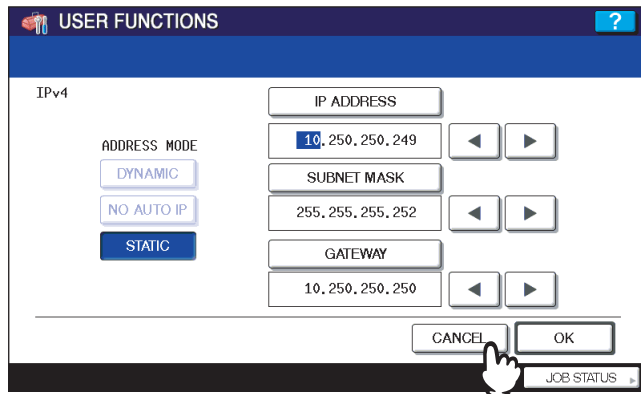 USER FUNCTIONS
?
IPv4
ADDRESS MODE
DYNAMIC
NO AUTO IP
STATIC
IP ADDRESS
10.250.250.249
SUBNET MASK
255.255.255.252
GATEWAY
10.250.250.250
CANCEL
OK
JOB STATUS